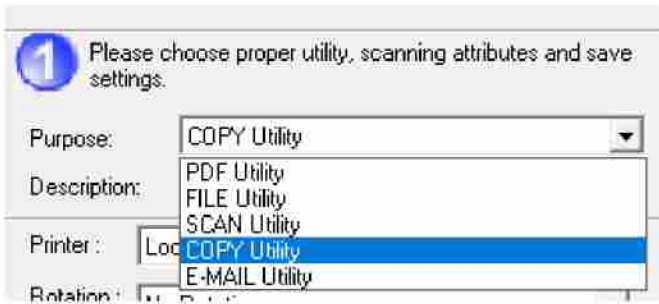 1
Please choose proper utility, scanning attributes and save
settings.
Purpose: COPY Utility
PDF Utility
Description:
FILE Utility
SCAN Utility
Printer : Loc
COPY Utility
E-MAIL Utility
Rotation :